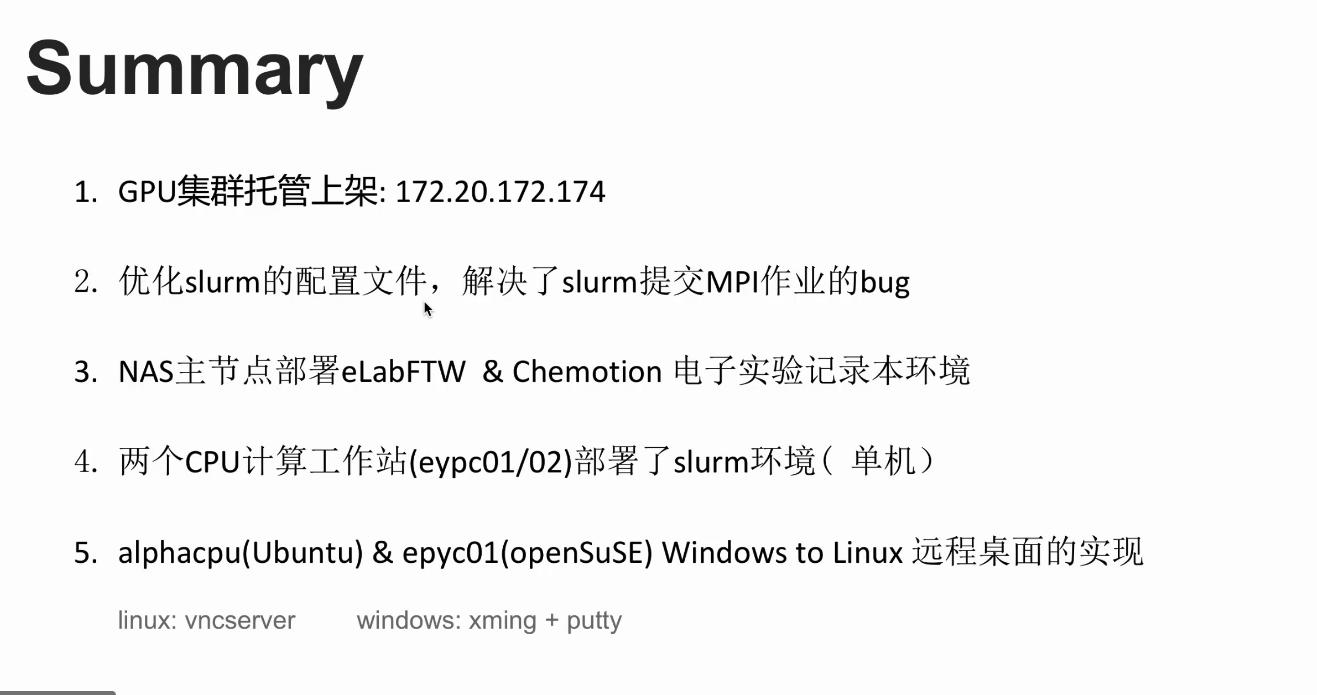 Summary
1. GPU集群托管上架: 172.20.172.174
2. 优化slurm的配置文件，解决了slurm提交MPI作业的bug
3. NAS主节点部署eLabFTW & Chemotion 电子实验记录本环境
4. 两个CPU计算工作站(eypc01/02)部署了slurm环境( 单机）
5. alphacpu(Ubuntu) & epyc01(openSuSE) Windows to Linux 远程桌面的实现
linux: vncserver windows: xming + putty